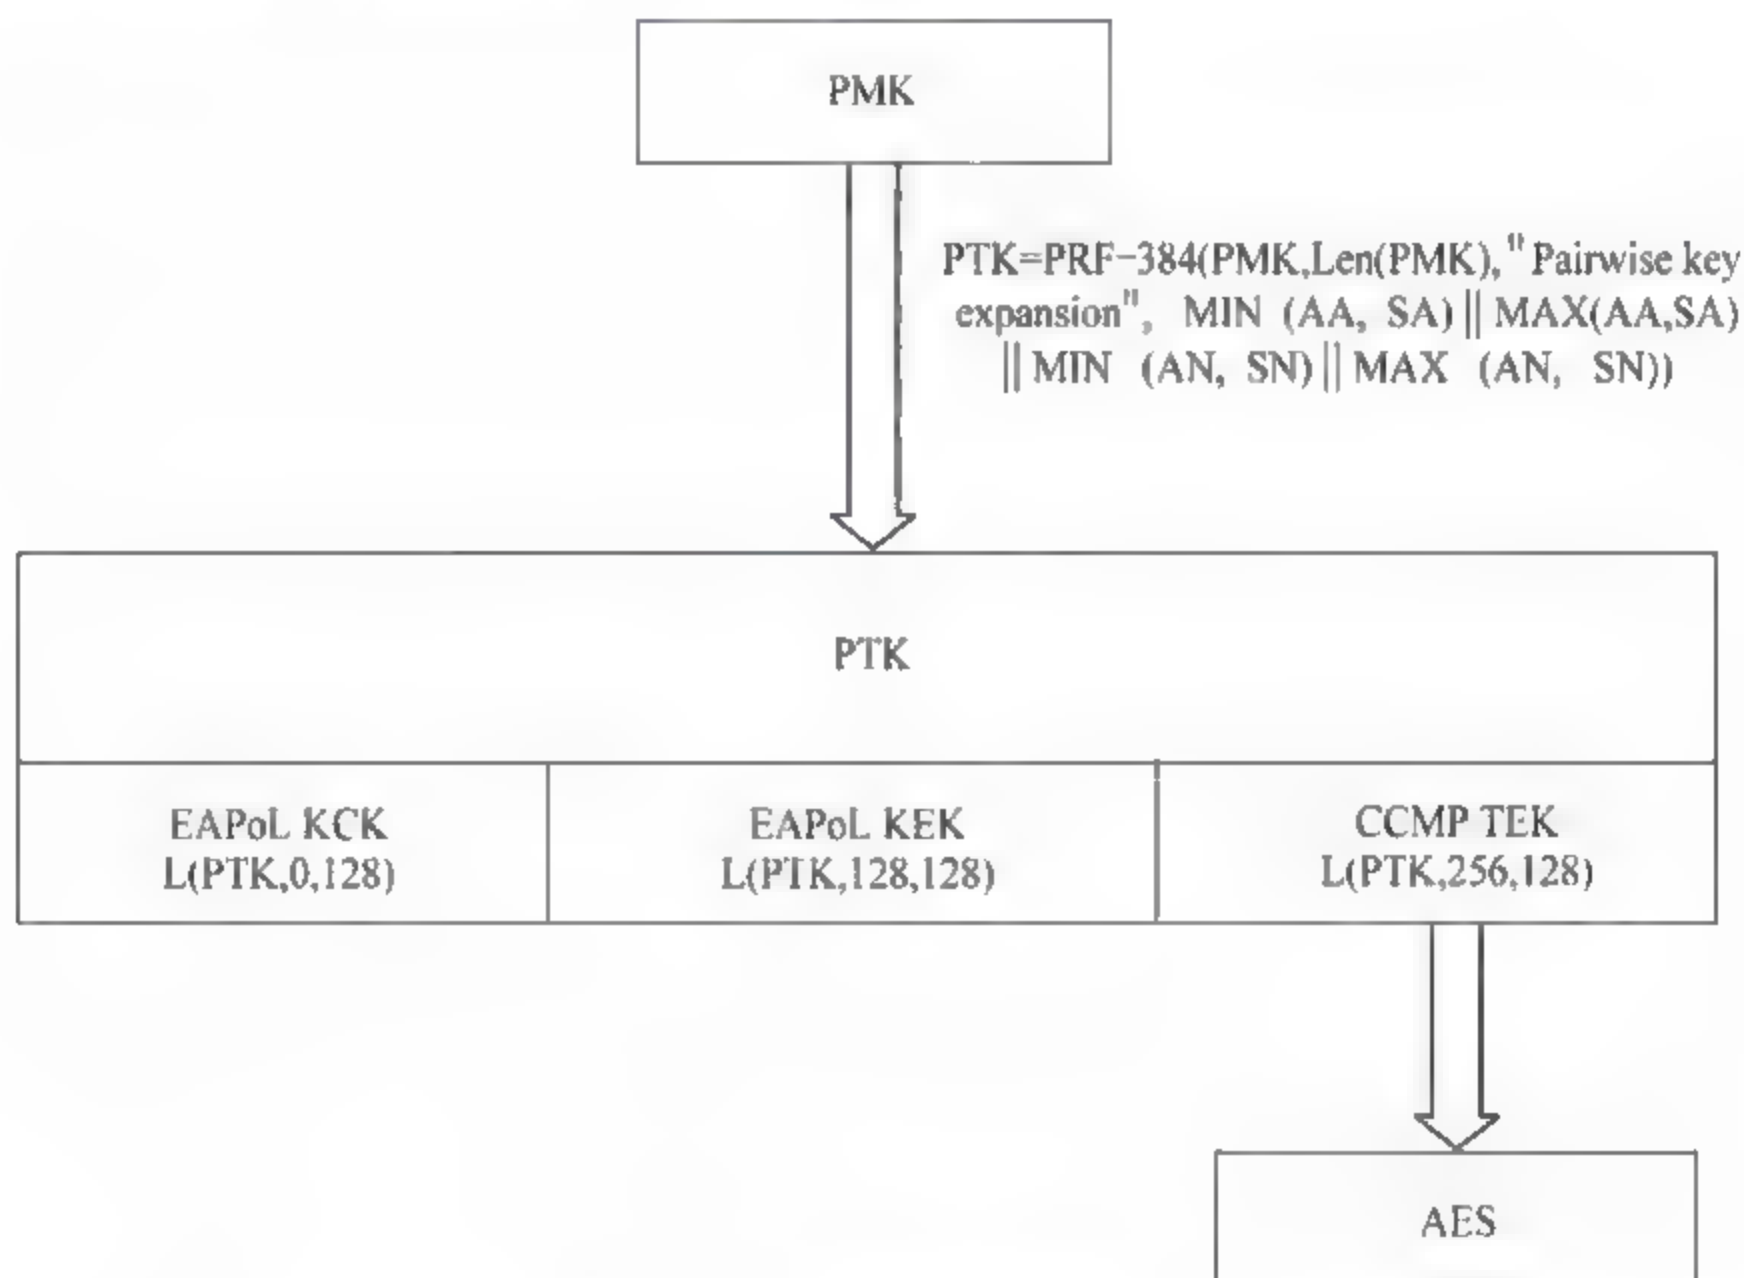 PMK
PTK=PRF-384(PMK,Len(PMK), "Pairwise key
expansion", MIN (AA, SA) || MAX(AA,SA)
|| MIN (AN, SN) || MAX (AN, SN))
PTK
EAPoL KCK
L(PTK,0,128)
EAPoL KEK
L(PTK,128,128)
CCMP TEK
L(PTK,256,128)
AES